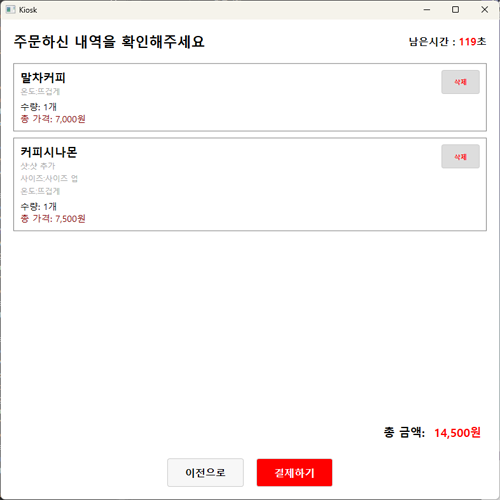 Kiosk
주문하신 내역을 확인해주세요
남은시간 : 119초
말차커피
삭제
온도:뜨겁게
수량: 1개
총 가격: 7,000원
커피시나몬
삭제
샷:샷 추가
사이즈:사이즈 업
온도:뜨겁게
수량: 1개
총 가격: 7,500원
총 금액: 14,500원
이전으로
결제하기